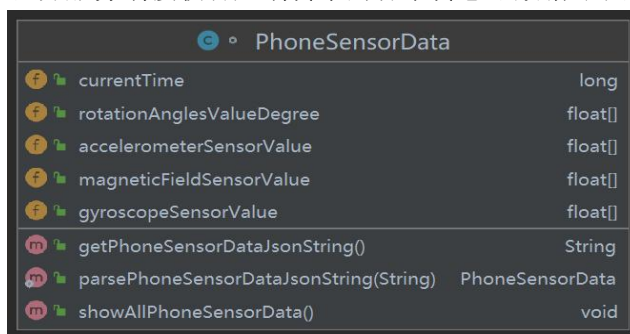 PhoneSensorData
currentTime long
rotationAnglesValueDegree float[]
accelerometerSensorValue float[]
magneticFieldSensorValue float[]
gyroscopeSensorValue float[]
getPhoneSensorDataJsonString() String
parsePhoneSensorDataJsonString(String) PhoneSensorData
showAllPhoneSensorData() void